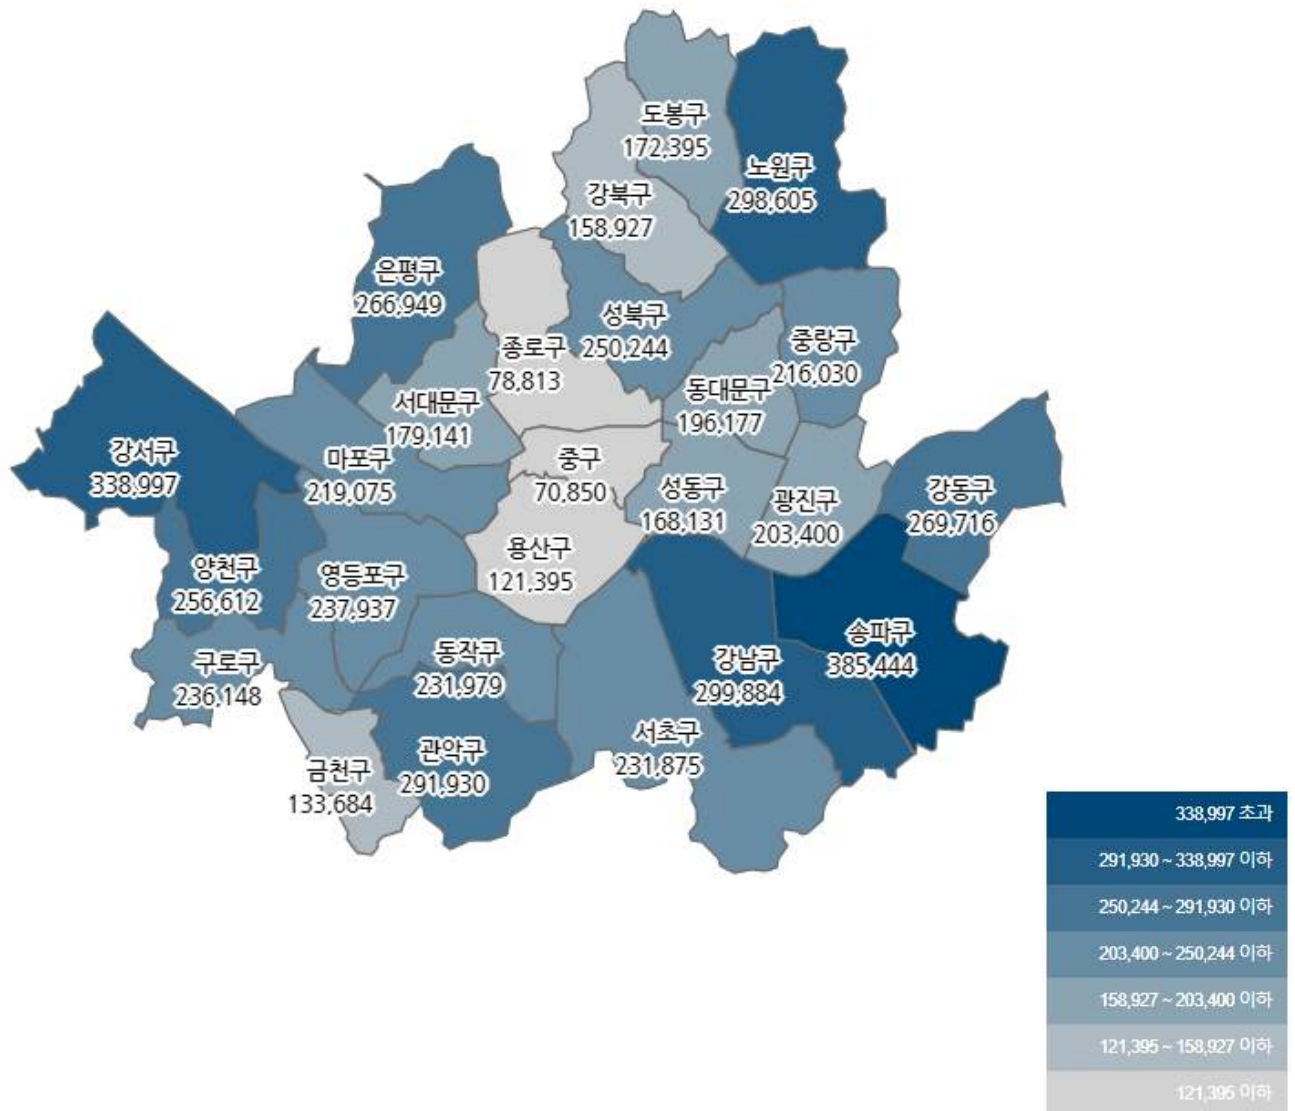 도봉구
172,395
노원구
298,605
강북구
158,927
은평구
266,949
성북구
250,244
종로구
78,813
중랑구
216,030
동대문구
196,177
서대문구
179,141
강서구
338,997
마포구
219,075
중구
70,850
성동구
168,131
광진구
203,400
강동구
269,716
용산구
121,395
양천구
256,612
영등포구
237,937
송파구
385,444
구로구
236,148
동작구
231,979
강남구
299,884
서초구
231,875
관악구
291,930
금천구
133,684
338,997 초과
291,930 ~ 338,997 이하
250,244 ~ 291,930 이하
203,400 ~ 250,244 이하
158,927 ~ 203,400 이하
121,395 ~ 158,927 이하
121,395 이하